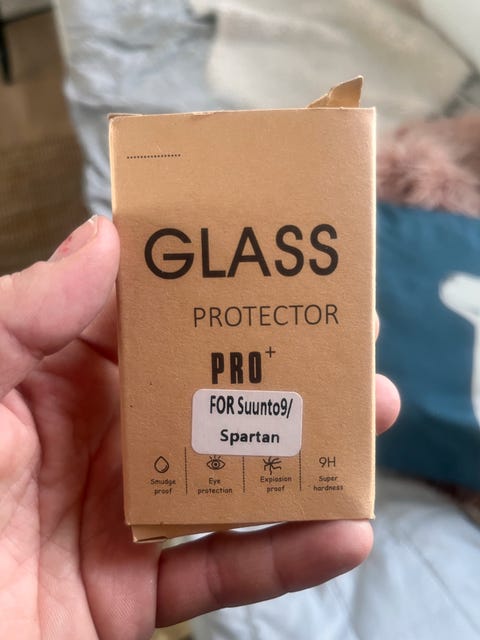 GLASS
PROTECTOR
PRO+
FOR Suunto9/
Spartan
9H
Smudge proof
Eye protection
Explosion proof
Super hardness